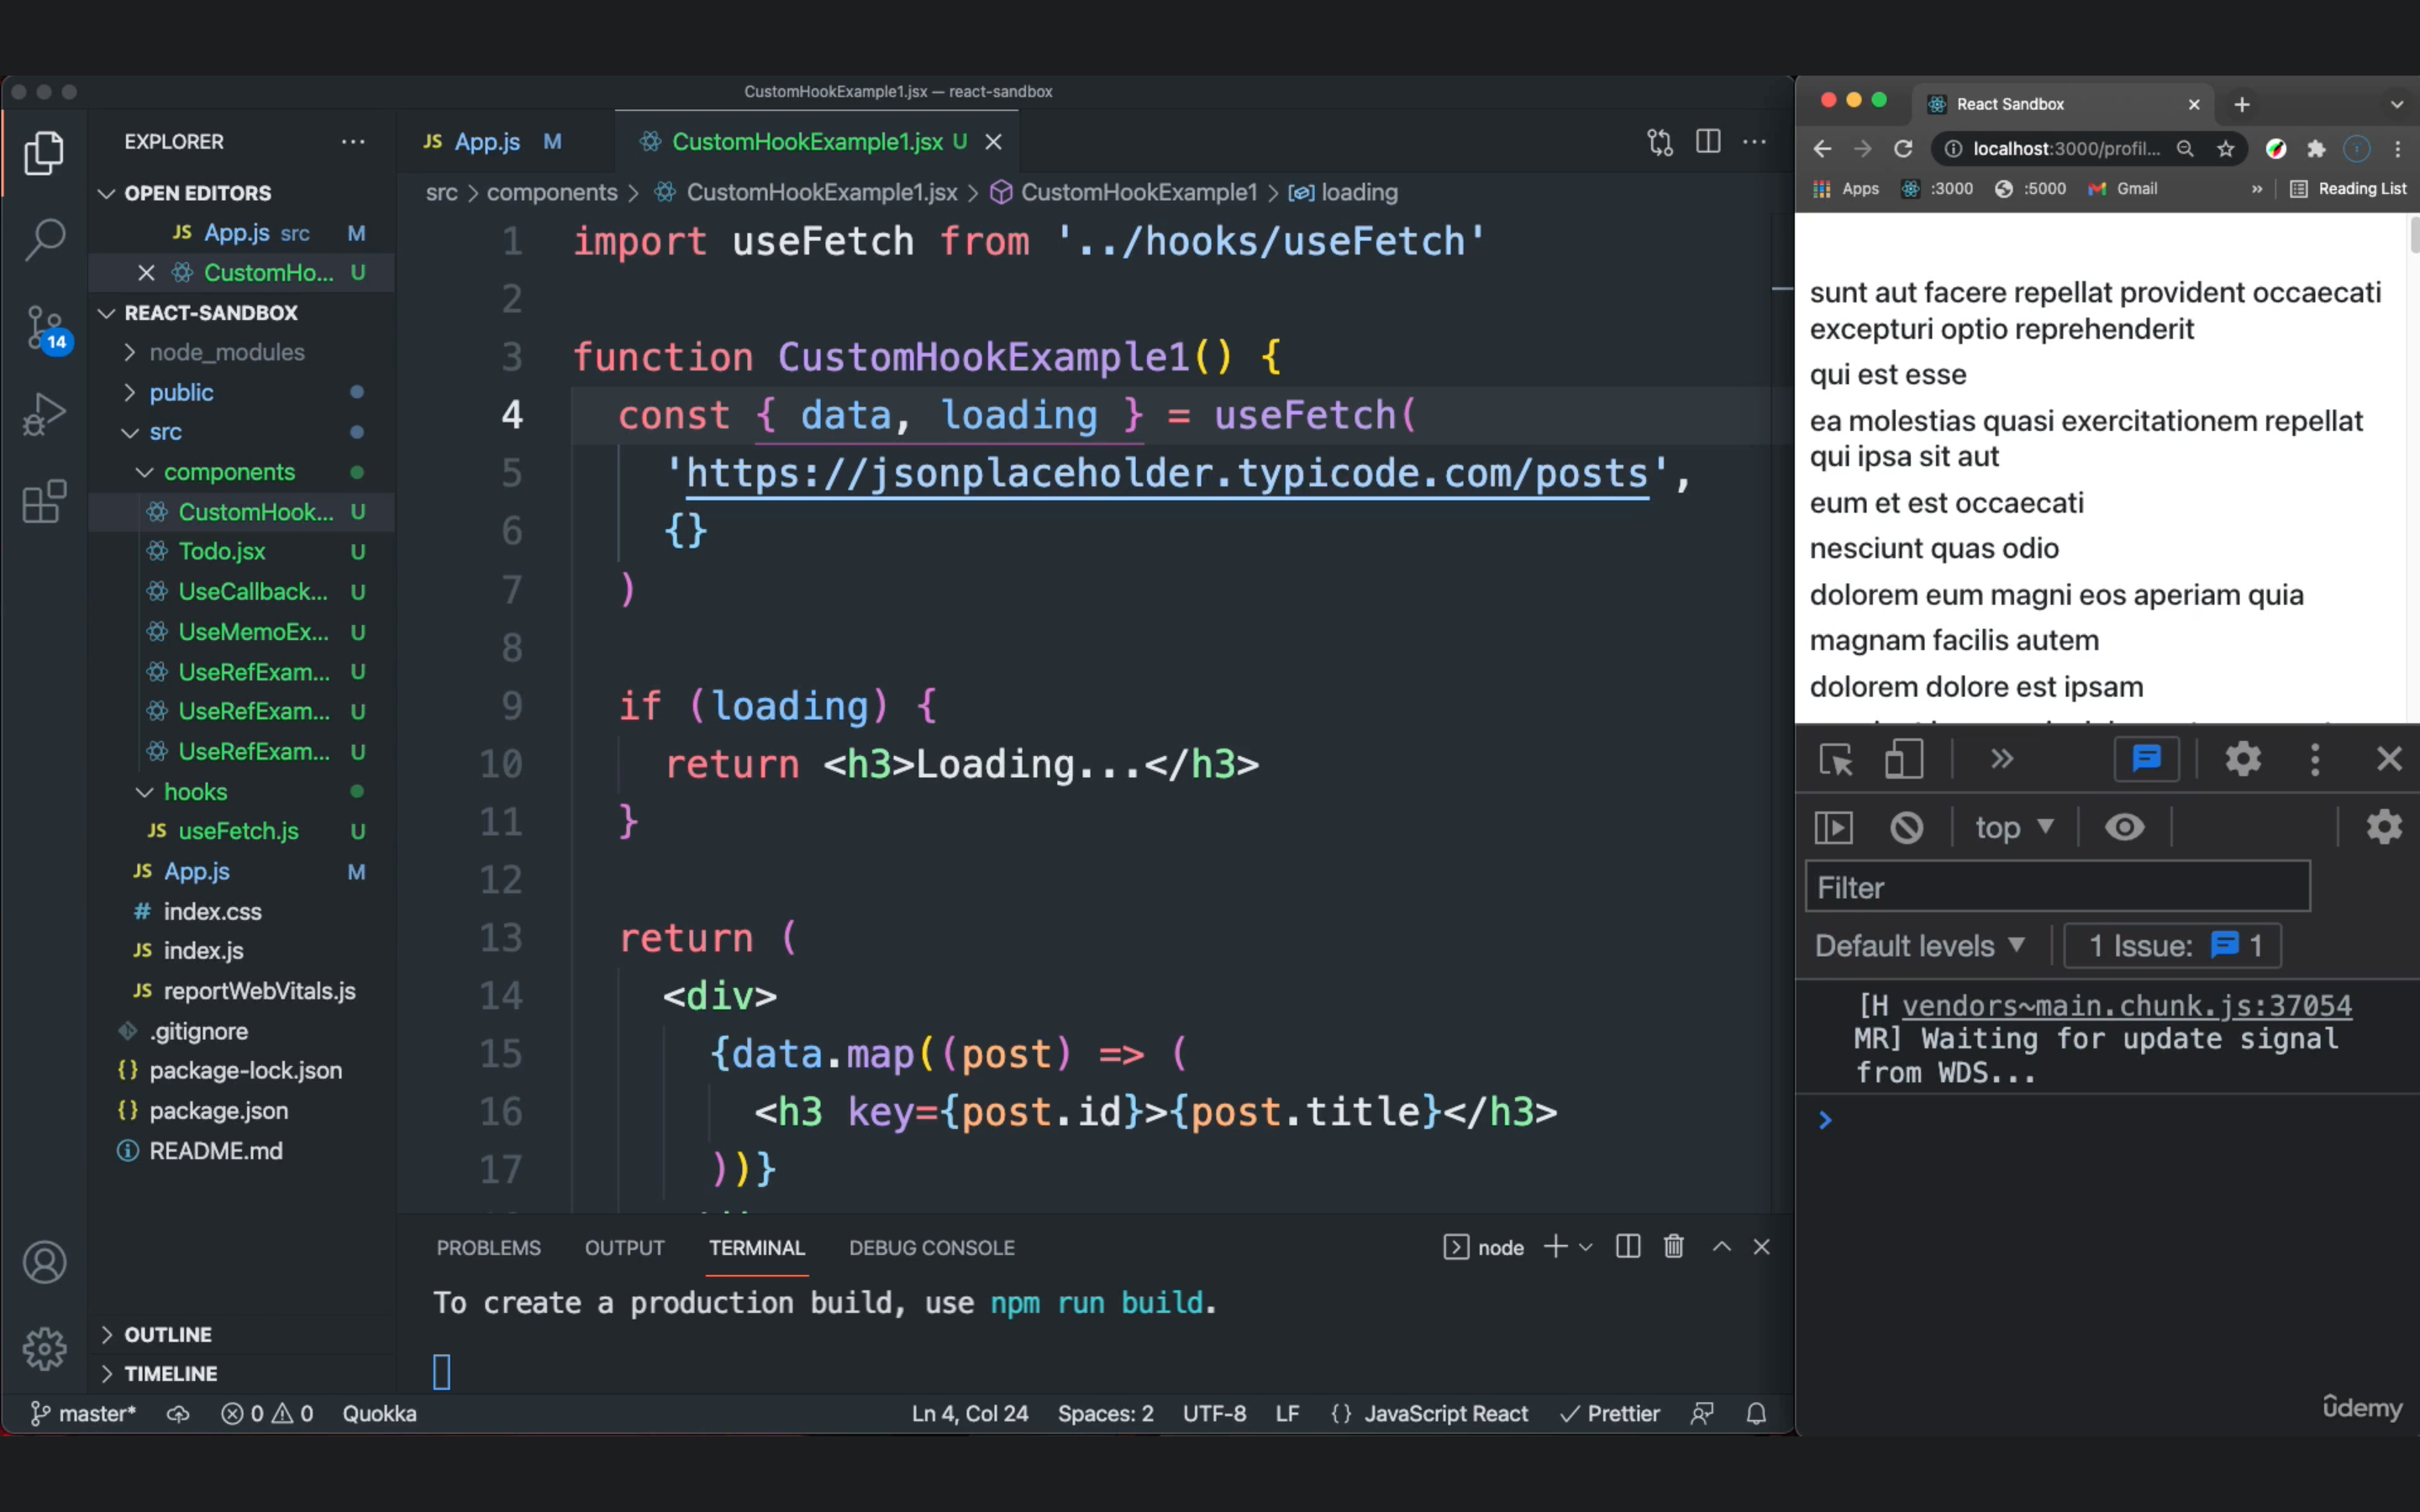 CustomHookExample1.jsx — react-sandbox
EXPLORER
OPEN EDITORS
JS App.js src M
CustomHo... U
REACT-SANDBOX
node_modules
public
src
components
CustomHook... U
Todo.jsx U
UseCallback... U
UseMemoEx... U
UseRefExam... U
UseRefExam... U
UseRefExam... U
hooks
JS useFetch.js U
JS App.js M
# index.css
JS index.js
JS reportWebVitals.js
.gitignore
{} package-lock.json
{} package.json
README.md
OUTLINE
TIMELINE
14
JS App.js M
CustomHookExample1.jsx U
src > components > CustomHookExample1.jsx > CustomHookExample1 > loading
1 import useFetch from '../hooks/useFetch'
2
3 function CustomHookExample1() {
4 const { data, loading } = useFetch(
5 'https://jsonplaceholder.typicode.com/posts',
6 {}
7 )
8
9 if (loading) {
10 return <h3>Loading...</h3>
11 }
12
13 return (
14 <div>
15 {data.map((post) => (
16 <h3 key={post.id}>{post.title}</h3>
17 ))}
PROBLEMS OUTPUT TERMINAL DEBUG CONSOLE
node
To create a production build, use npm run build.
master* 0 0 Quokka Ln 4, Col 24 Spaces: 2 UTF-8 LF {} JavaScript React Prettier
React Sandbox
localhost:3000/profil...
Apps :3000 :5000 Gmail » Reading List
sunt aut facere repellat provident occaecati
excepturi optio reprehenderit
qui est esse
ea molestias quasi exercitationem repellat
qui ipsa sit aut
eum et est occaecati
nesciunt quas odio
dolorem eum magni eos aperiam quia
magnam facilis autem
dolorem dolore est ipsam
top
Filter
Default levels 1 Issue: 1
[H vendors~main.chunk.js:37054
MR] Waiting for update signal
from WDS...
ûdemy